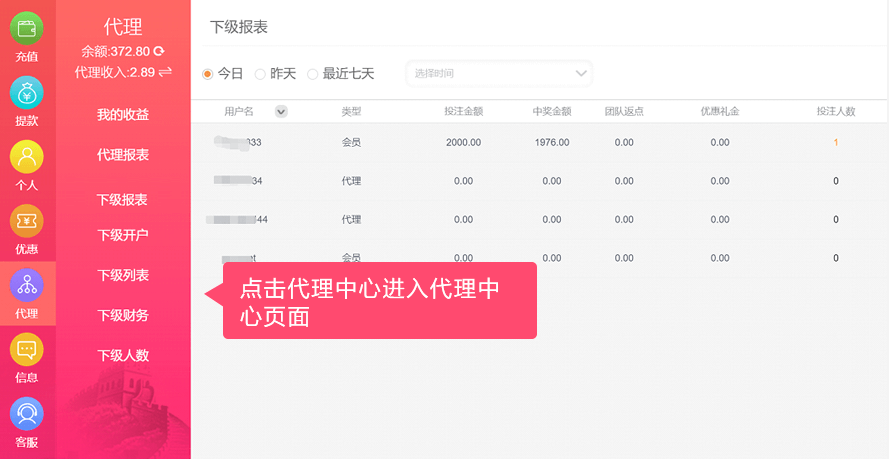 充值
提款
个人
优惠
代理
信息
客服
代理
余额:372.80
代理收入:2.89
我的收益
代理报表
下级报表
下级开户
下级列表
下级财务
下级人数
下级报表
今日 昨天 最近七天 选择时间
用户名 类型 投注金额 中奖金额 团队返点 优惠礼金 投注人数
333 会员 2000.00 1976.00 0.00 0.00 1
34 代理 0.00 0.00 0.00 0.00 0
344 代理 0.00 0.00 0.00 0.00 0
会员 0.00 0.00 0.00 0.00 0
点击代理中心进入代理中
心页面